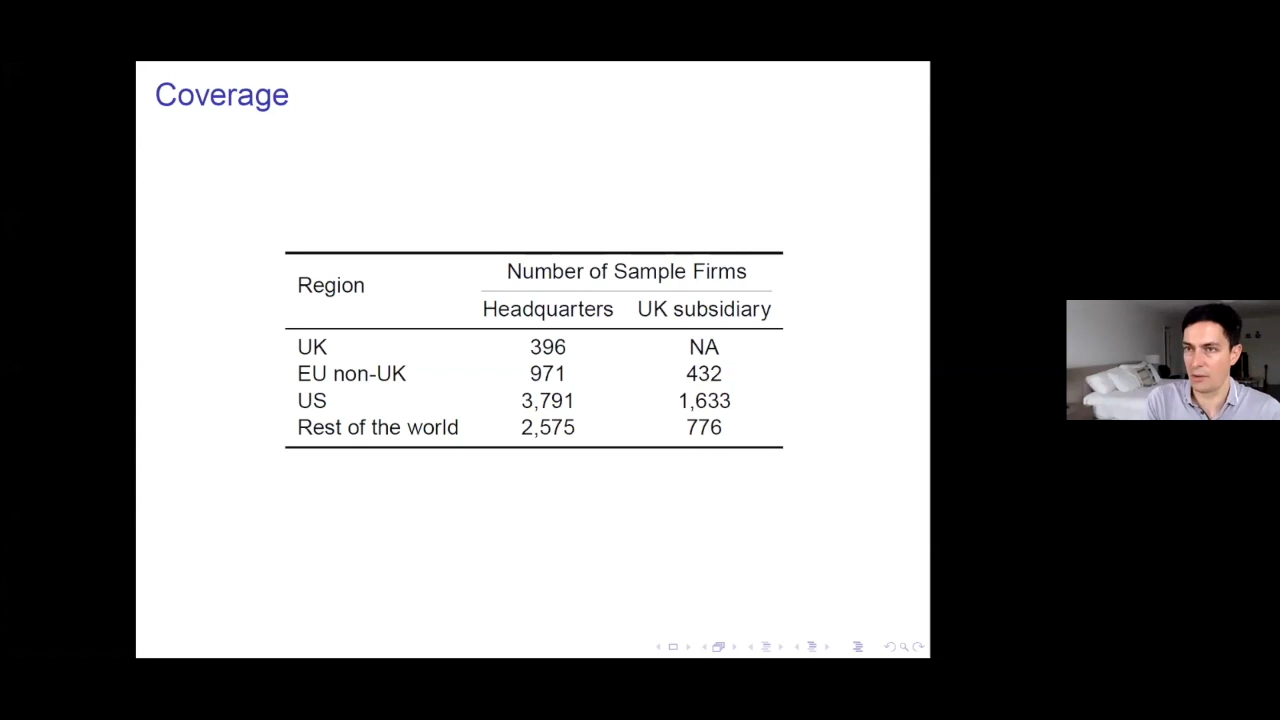 Coverage
Number of Sample Firms
Region
Headquarters UK subsidiary
UK 396 NA
EU non-UK 971 432
US 3,791 1,633
Rest of the world 2,575 776